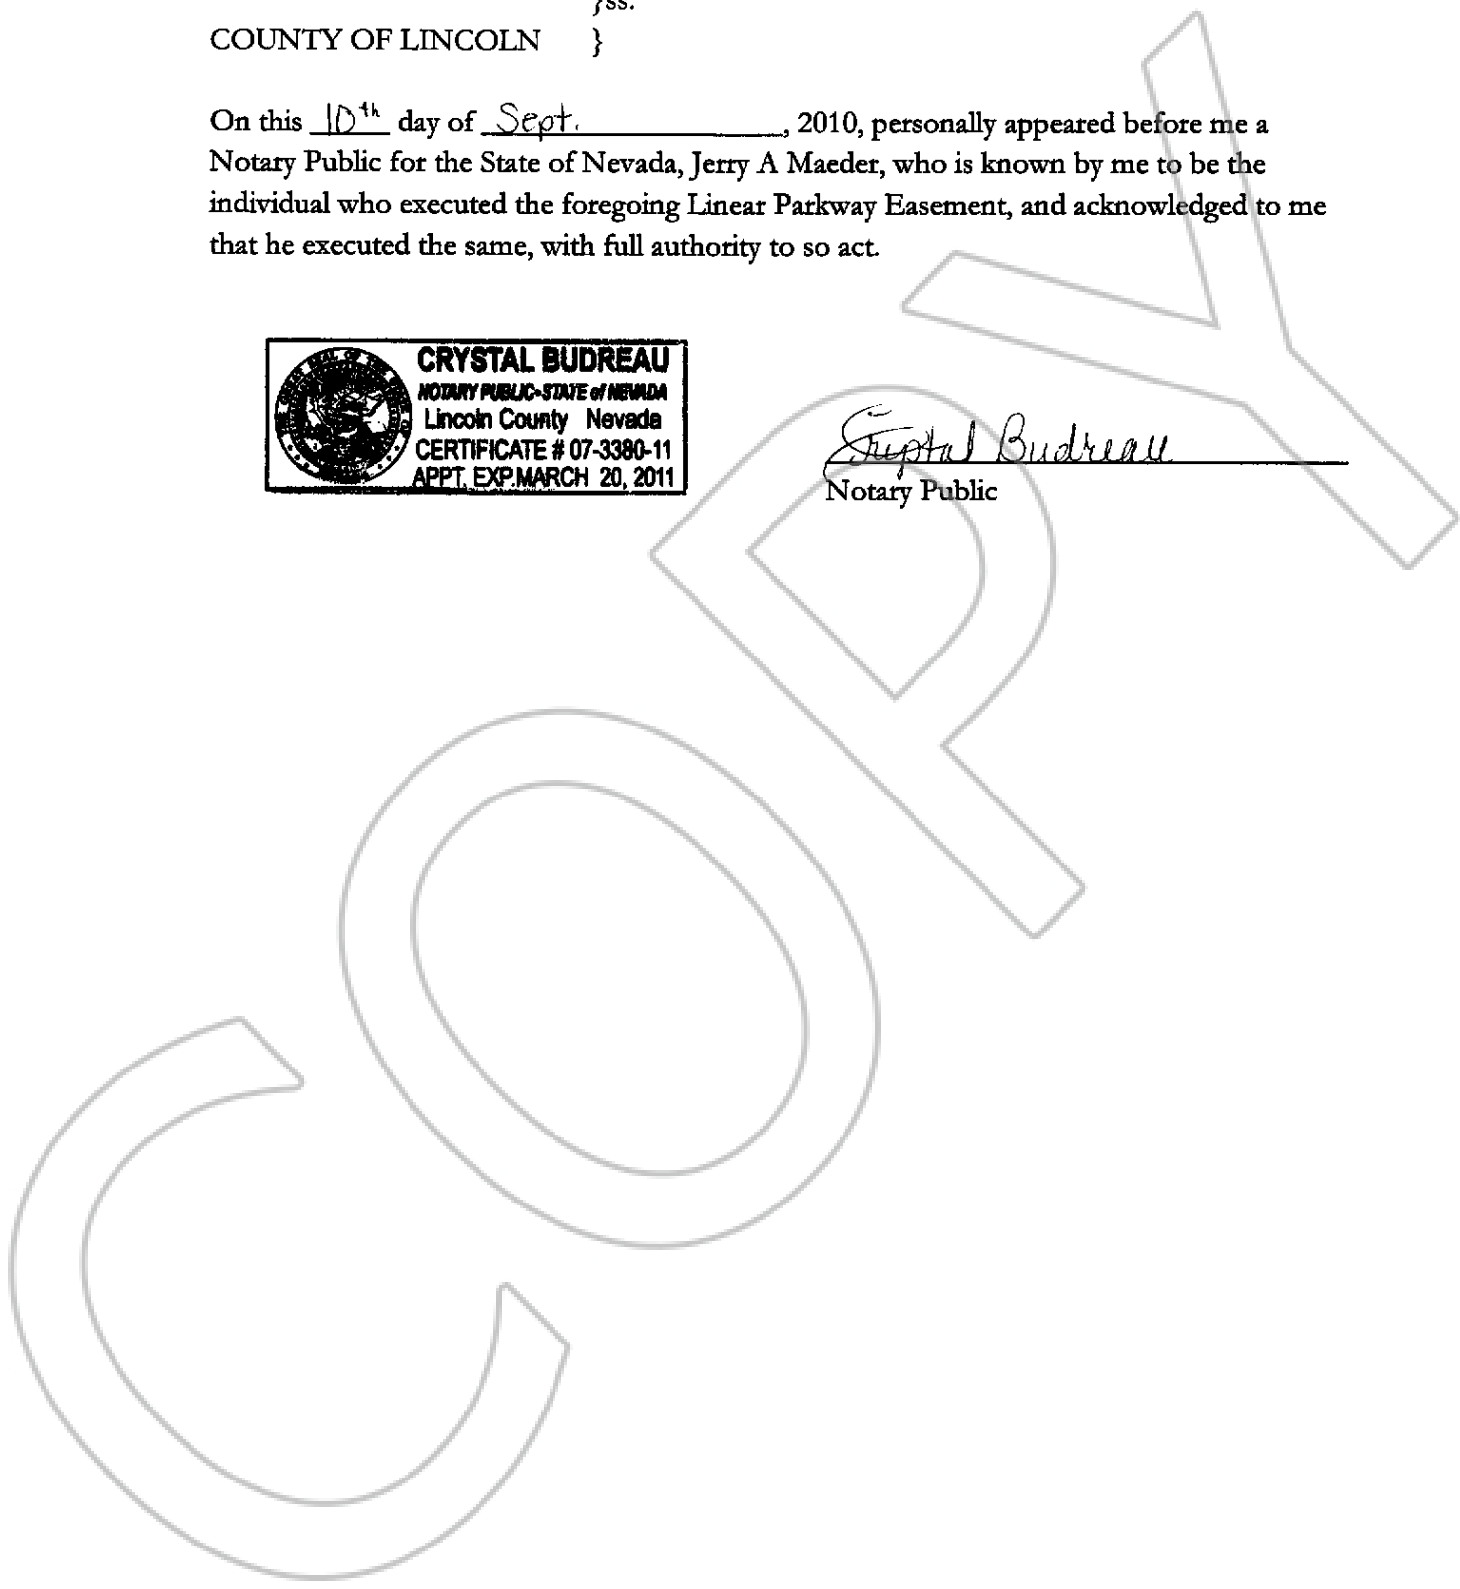 }ss.
COUNTY OF LINCOLN }
On this 10th day of Sept. , 2010, personally appeared before me a
Notary Public for the State of Nevada, Jerry A Maeder, who is known by me to be the
individual who executed the foregoing Linear Parkway Easement, and acknowledged to me
that he executed the same, with full authority to so act.
CRYSTAL BUDREAU
NOTARY PUBLIC-STATE of NEVADA
Lincoln County Nevada
CERTIFICATE # 07-3380-11
APPT. EXP. MARCH 20, 2011
Crystal Budreau
Notary Public
COPY